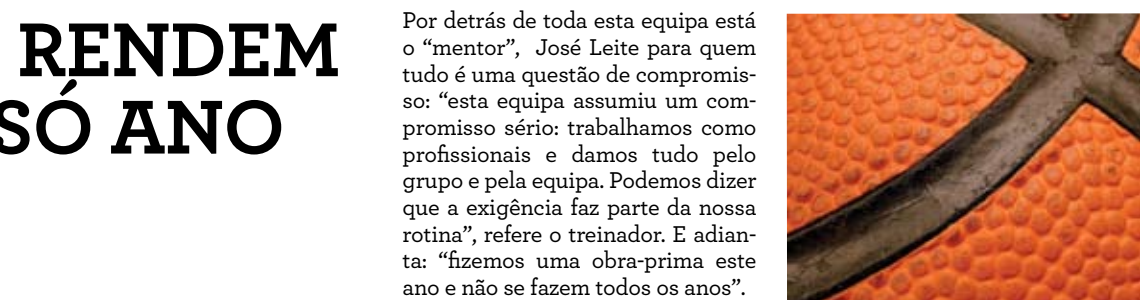 RENDEM
SÓ ANO
Por detrás de toda esta equipa está
o “mentor”, José Leite para quem
tudo é uma questão de compromis-
so: “esta equipa assumiu um com-
promisso sério: trabalhamos como
profissionais e damos tudo pelo
grupo e pela equipa. Podemos dizer
que a exigência faz parte da nossa
rotina”, refere o treinador. E adian-
ta: “fizemos uma obra-prima este
ano e não se fazem todos os anos”.